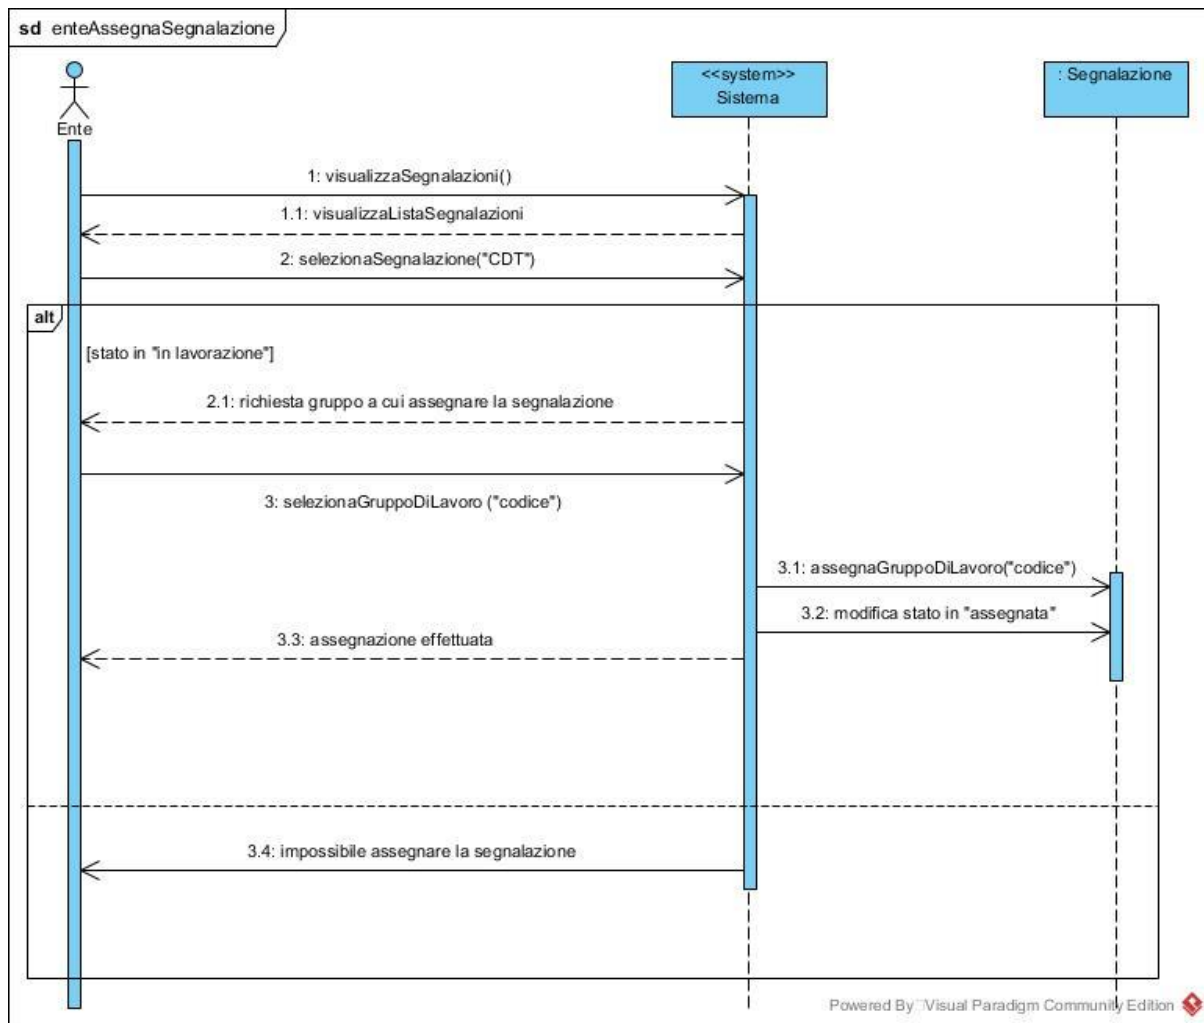 sd enteAssegnaSegnalazione
Ente
<<system>>
Sistema
: Segnalazione
1: visualizzaSegnalazioni()
1.1: visualizzaListaSegnalazioni
2: selezionaSegnalazione("CDT")
alt
[stato in "in lavorazione"]
2.1: richiesta gruppo a cui assegnare la segnalazione
3: selezionaGruppoDiLavoro ("codice")
3.1: assegnaGruppoDiLavoro("codice")
3.2: modifica stato in "assegnata"
3.3: assegnazione effettuata
3.4: impossibile assegnare la segnalazione
Powered By Visual Paradigm Community Edition